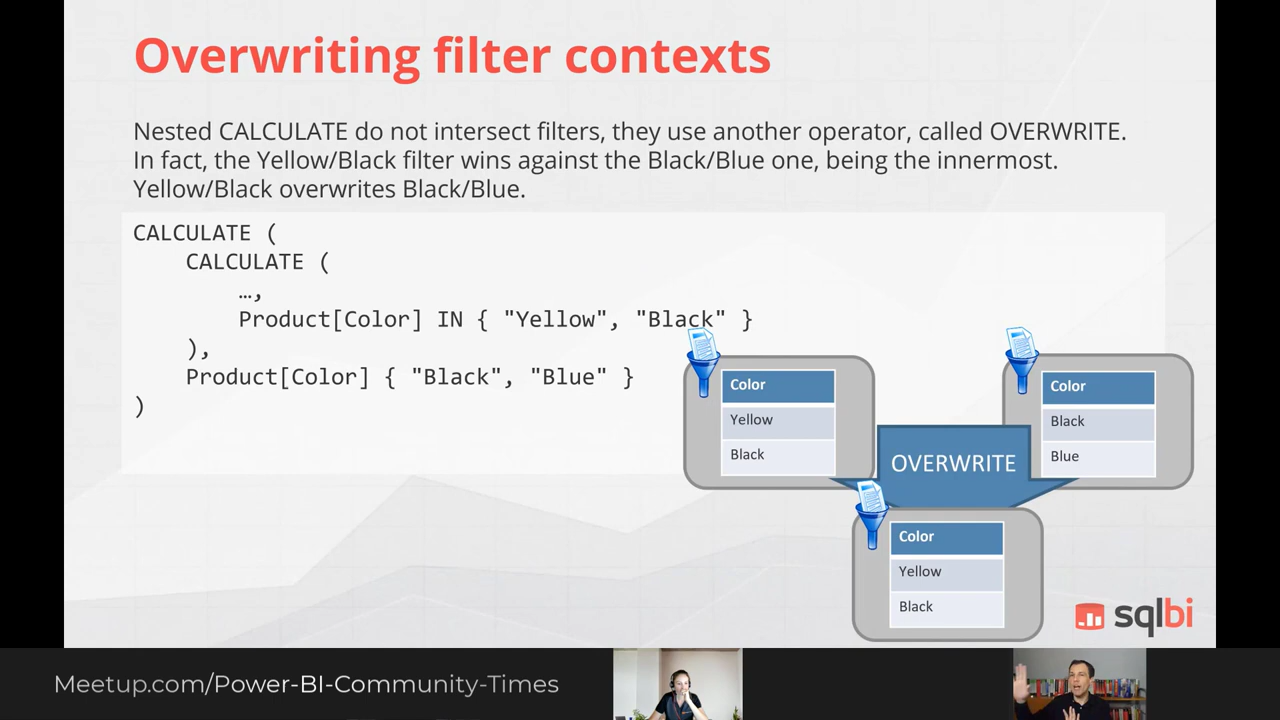 Overwriting filter contexts
Nested CALCULATE do not intersect filters, they use another operator, called OVERWRITE.
In fact, the Yellow/Black filter wins against the Black/Blue one, being the innermost.
Yellow/Black overwrites Black/Blue.
CALCULATE (
CALCULATE (
…,
Product[Color] IN { "Yellow", "Black" }
),
Product[Color] { "Black", "Blue" }
)
Color
Yellow
Black
Color
Black
Blue
OVERWRITE
Color
Yellow
Black
sqlbi
Meetup.com/Power-BI-Community-Times